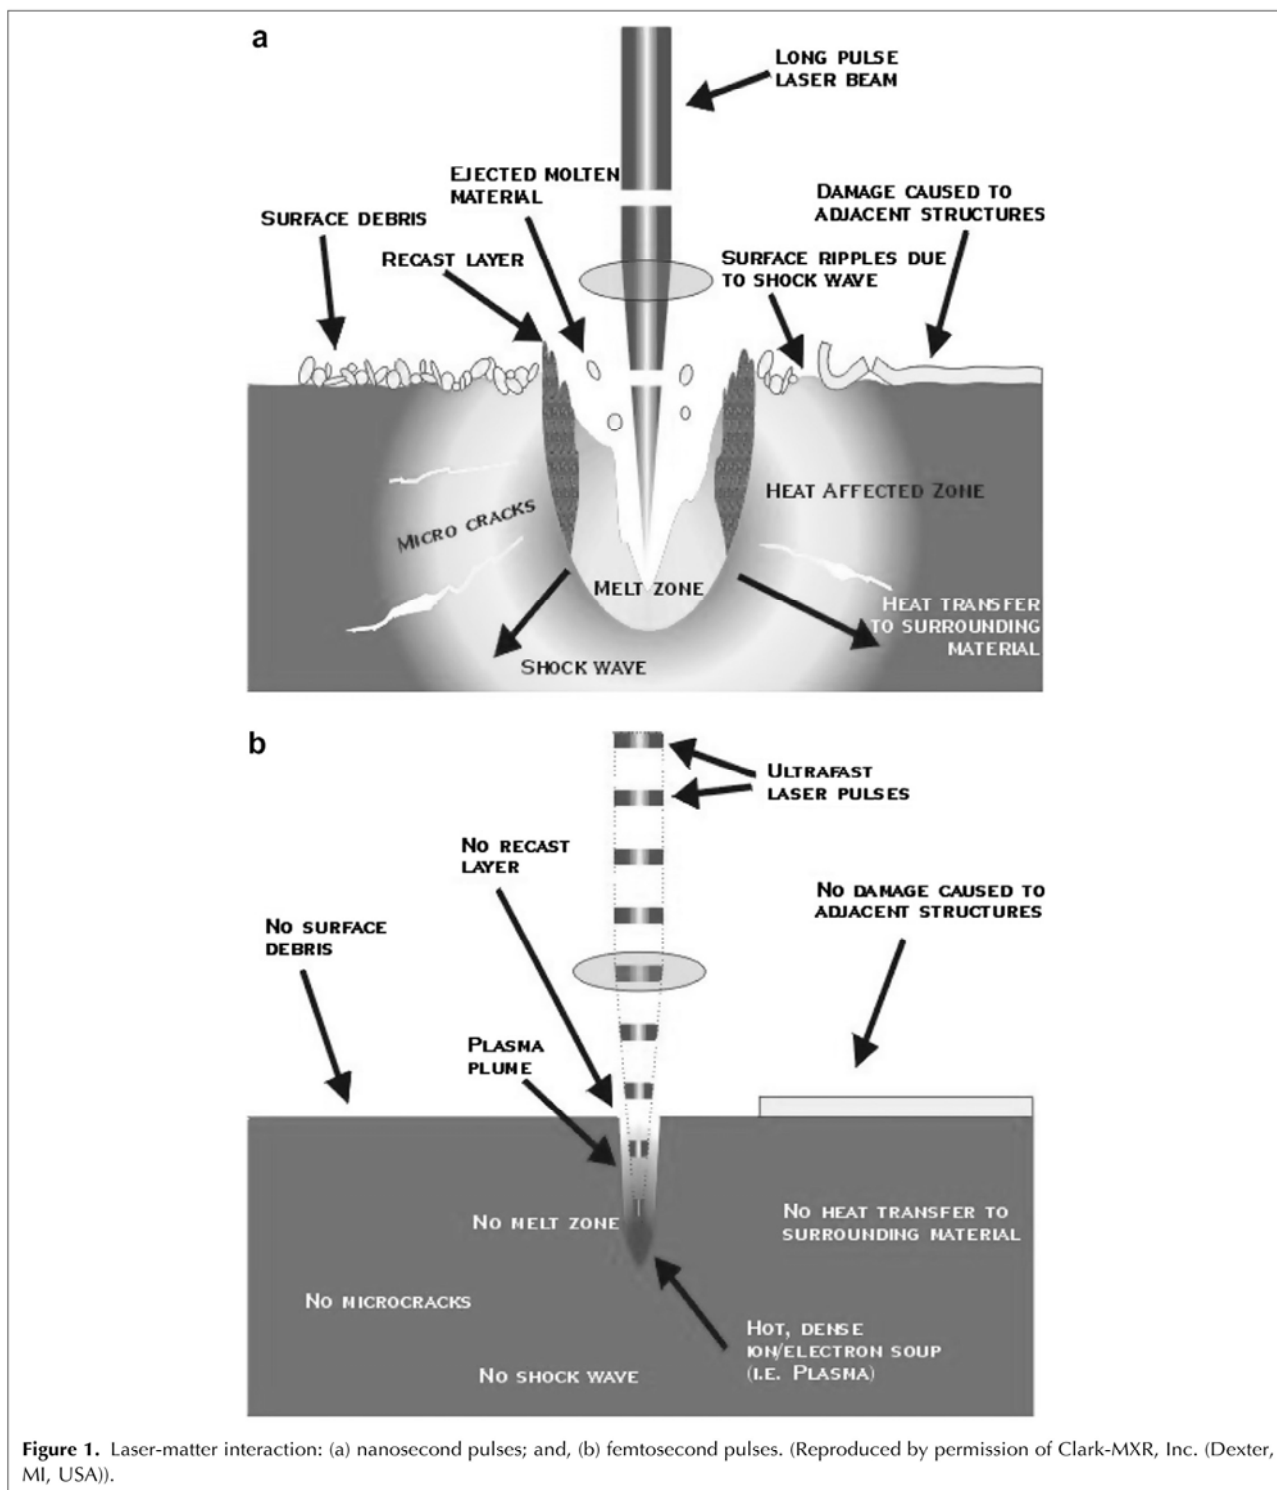 a
LONG PULSE
LASER BEAM
EJECTED MOLTEN
MATERIAL
DAMAGE CAUSED TO
ADJACENT STRUCTURES
SURFACE DEBRIS
RECAST LAYER
SURFACE RIPPLES DUE
TO SHOCK WAVE
HEAT AFFECTED ZONE
MICRO CRACKS
MELT ZONE
HEAT TRANSFER
TO SURROUNDING
MATERIAL
SHOCK WAVE
b
ULTRAFAST
LASER PULSES
NO RECAST
LAYER
NO DAMAGE CAUSED TO
ADJACENT STRUCTURES
NO SURFACE
DEBRIS
PLASMA
PLUME
NO MELT ZONE
NO HEAT TRANSFER TO
SURROUNDING MATERIAL
NO MICROCRACKS
HOT, DENSE
ION/ELECTRON SOUP
(I.E. PLASMA)
NO SHOCK WAVE
Figure 1. Laser-matter interaction: (a) nanosecond pulses; and, (b) femtosecond pulses. (Reproduced by permission of Clark-MXR, Inc. (Dexter,
MI, USA)).